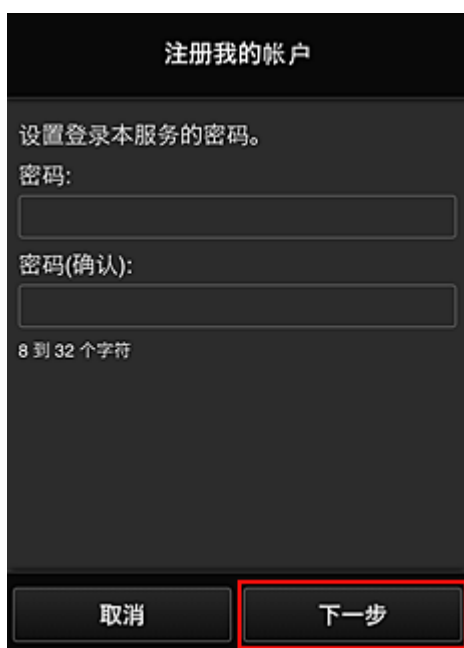 注册我的帐户
设置登录本服务的密码。
密码:
密码(确认):
8 到 32 个字符
取消
下一步